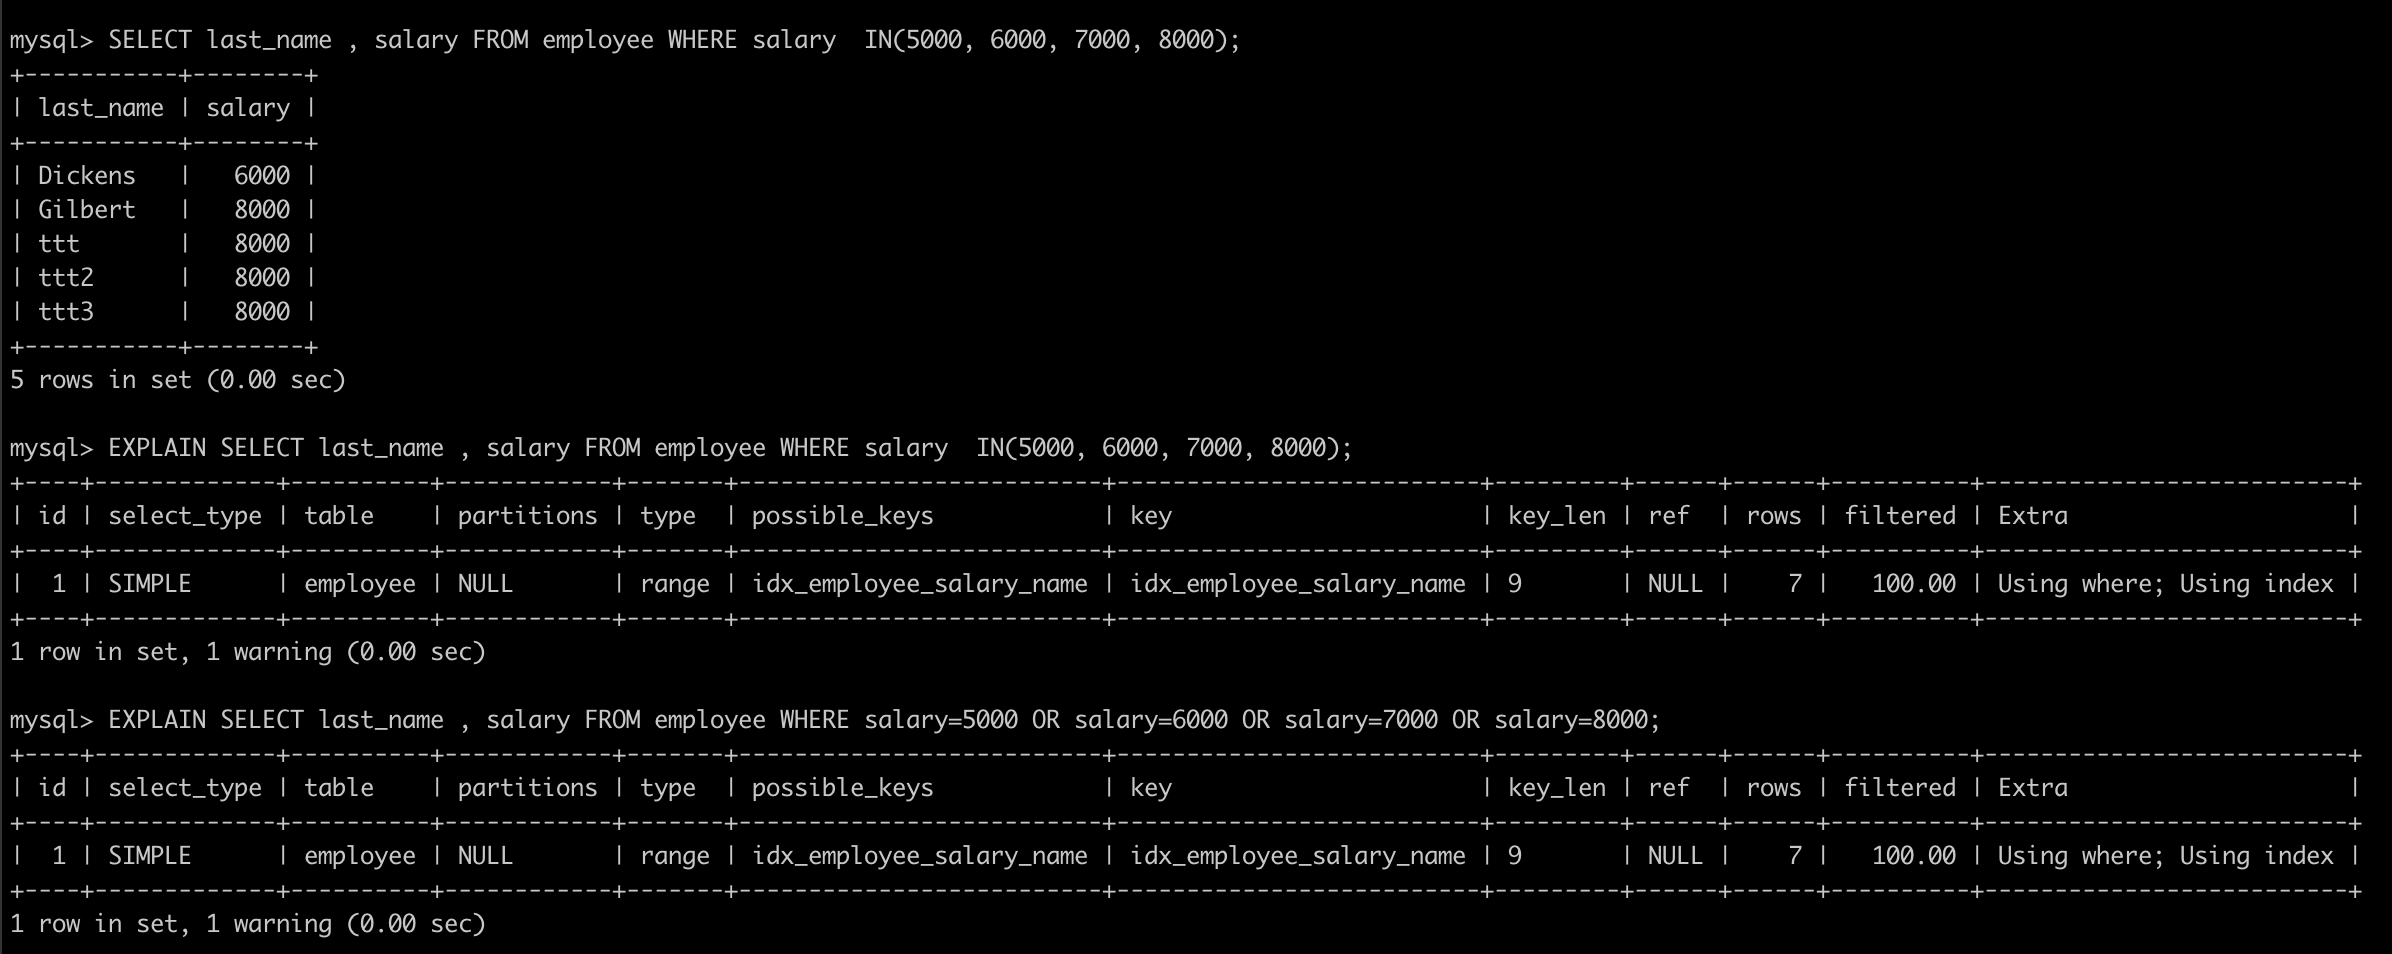 mysql> SELECT last_name , salary FROM employee WHERE salary  IN(5000, 6000, 7000, 8000);
+-----------+--------+
| last_name | salary |
+-----------+--------+
| Dickens   |   6000 |
| Gilbert   |   8000 |
| ttt       |   8000 |
| ttt2      |   8000 |
| ttt3      |   8000 |
+-----------+--------+
5 rows in set (0.00 sec)

mysql> EXPLAIN SELECT last_name , salary FROM employee WHERE salary  IN(5000, 6000, 7000, 8000);
+----+-------------+----------+------------+-------+--------------------------+--------------------------+---------+------+------+----------+--------------------------+
| id | select_type | table    | partitions | type  | possible_keys            | key                      | key_len | ref  | rows | filtered | Extra                    |
+----+-------------+----------+------------+-------+--------------------------+--------------------------+---------+------+------+----------+--------------------------+
|  1 | SIMPLE      | employee | NULL       | range | idx_employee_salary_name | idx_employee_salary_name | 9       | NULL |    7 |   100.00 | Using where; Using index |
+----+-------------+----------+------------+-------+--------------------------+--------------------------+---------+------+------+----------+--------------------------+
1 row in set, 1 warning (0.00 sec)

mysql> EXPLAIN SELECT last_name , salary FROM employee WHERE salary=5000 OR salary=6000 OR salary=7000 OR salary=8000;
+----+-------------+----------+------------+-------+--------------------------+--------------------------+---------+------+------+----------+--------------------------+
| id | select_type | table    | partitions | type  | possible_keys            | key                      | key_len | ref  | rows | filtered | Extra                    |
+----+-------------+----------+------------+-------+--------------------------+--------------------------+---------+------+------+----------+--------------------------+
|  1 | SIMPLE      | employee | NULL       | range | idx_employee_salary_name | idx_employee_salary_name | 9       | NULL |    7 |   100.00 | Using where; Using index |
+----+-------------+----------+------------+-------+--------------------------+--------------------------+---------+------+------+----------+--------------------------+
1 row in set, 1 warning (0.00 sec)